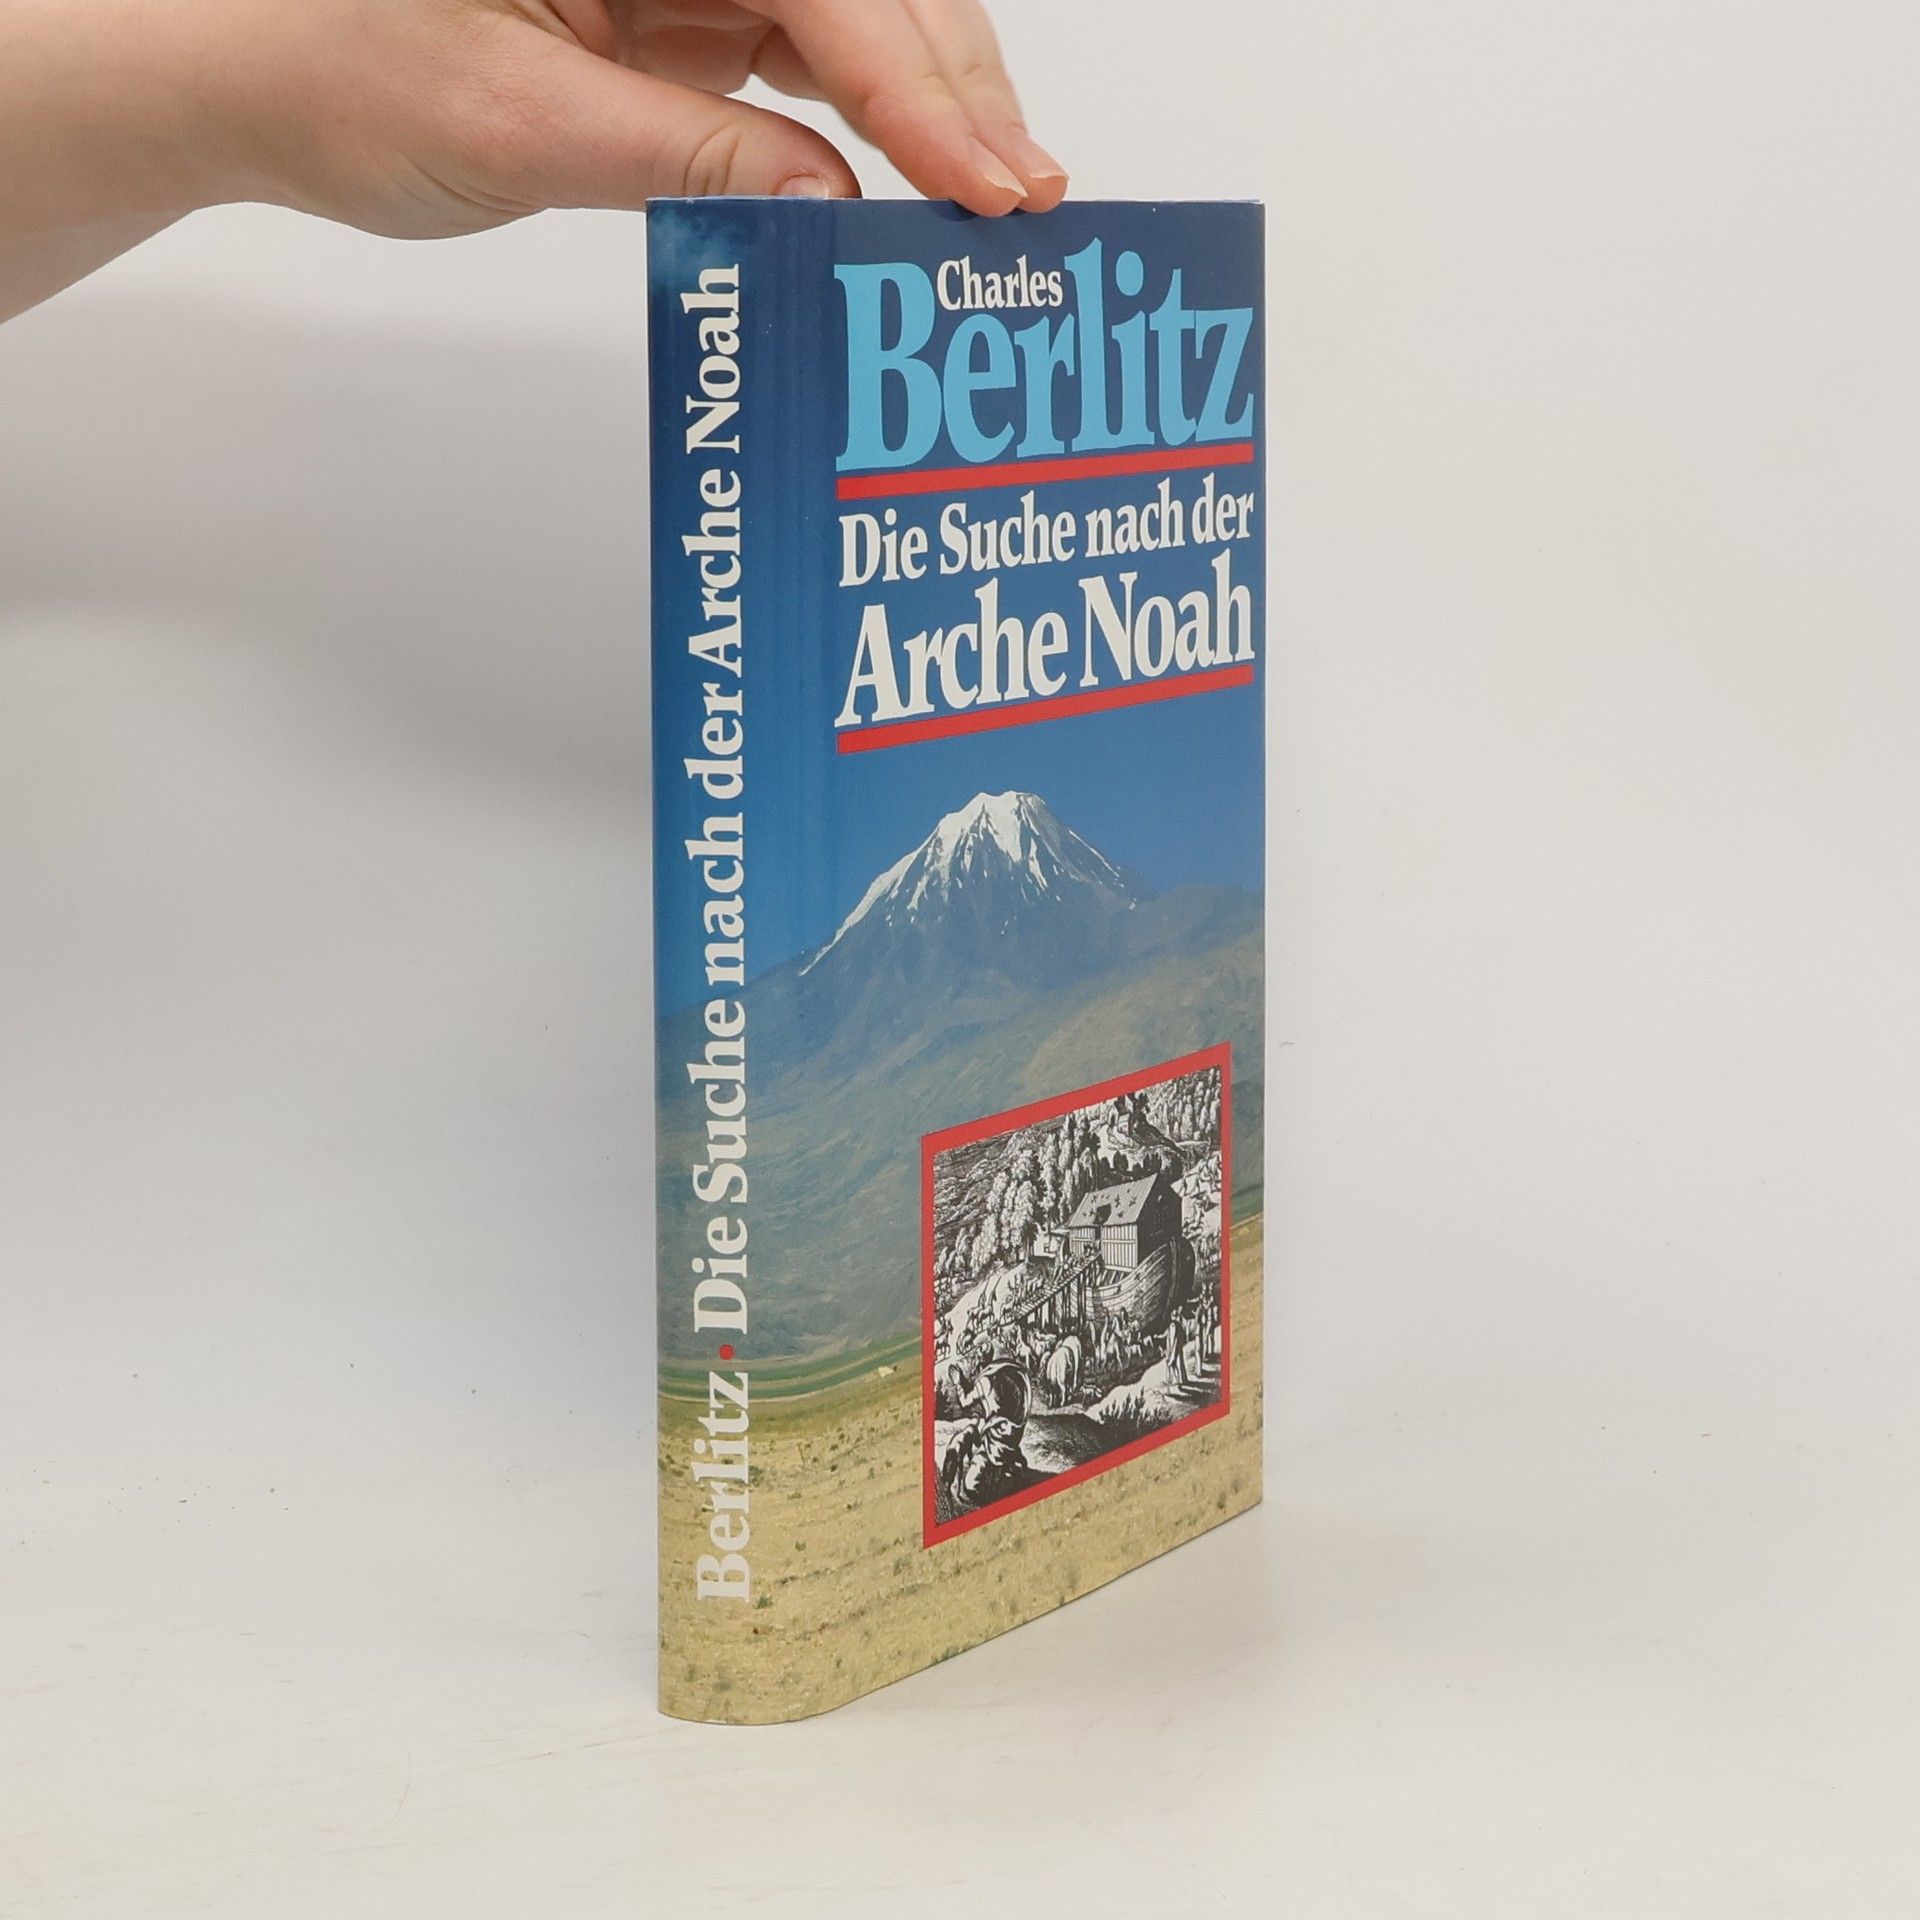 Berlitz • Die Suche nach der Arche Noah
Charles
Berlitz
Die Suche nach der
Arche Noah